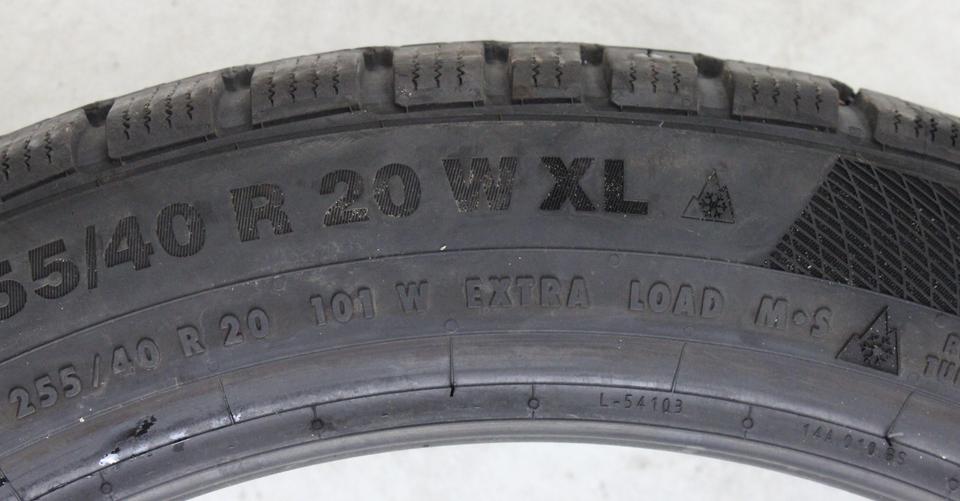 55/40 R 20 W XL
255/40 R 20 101 W EXTRA LOAD M•S
L-54103